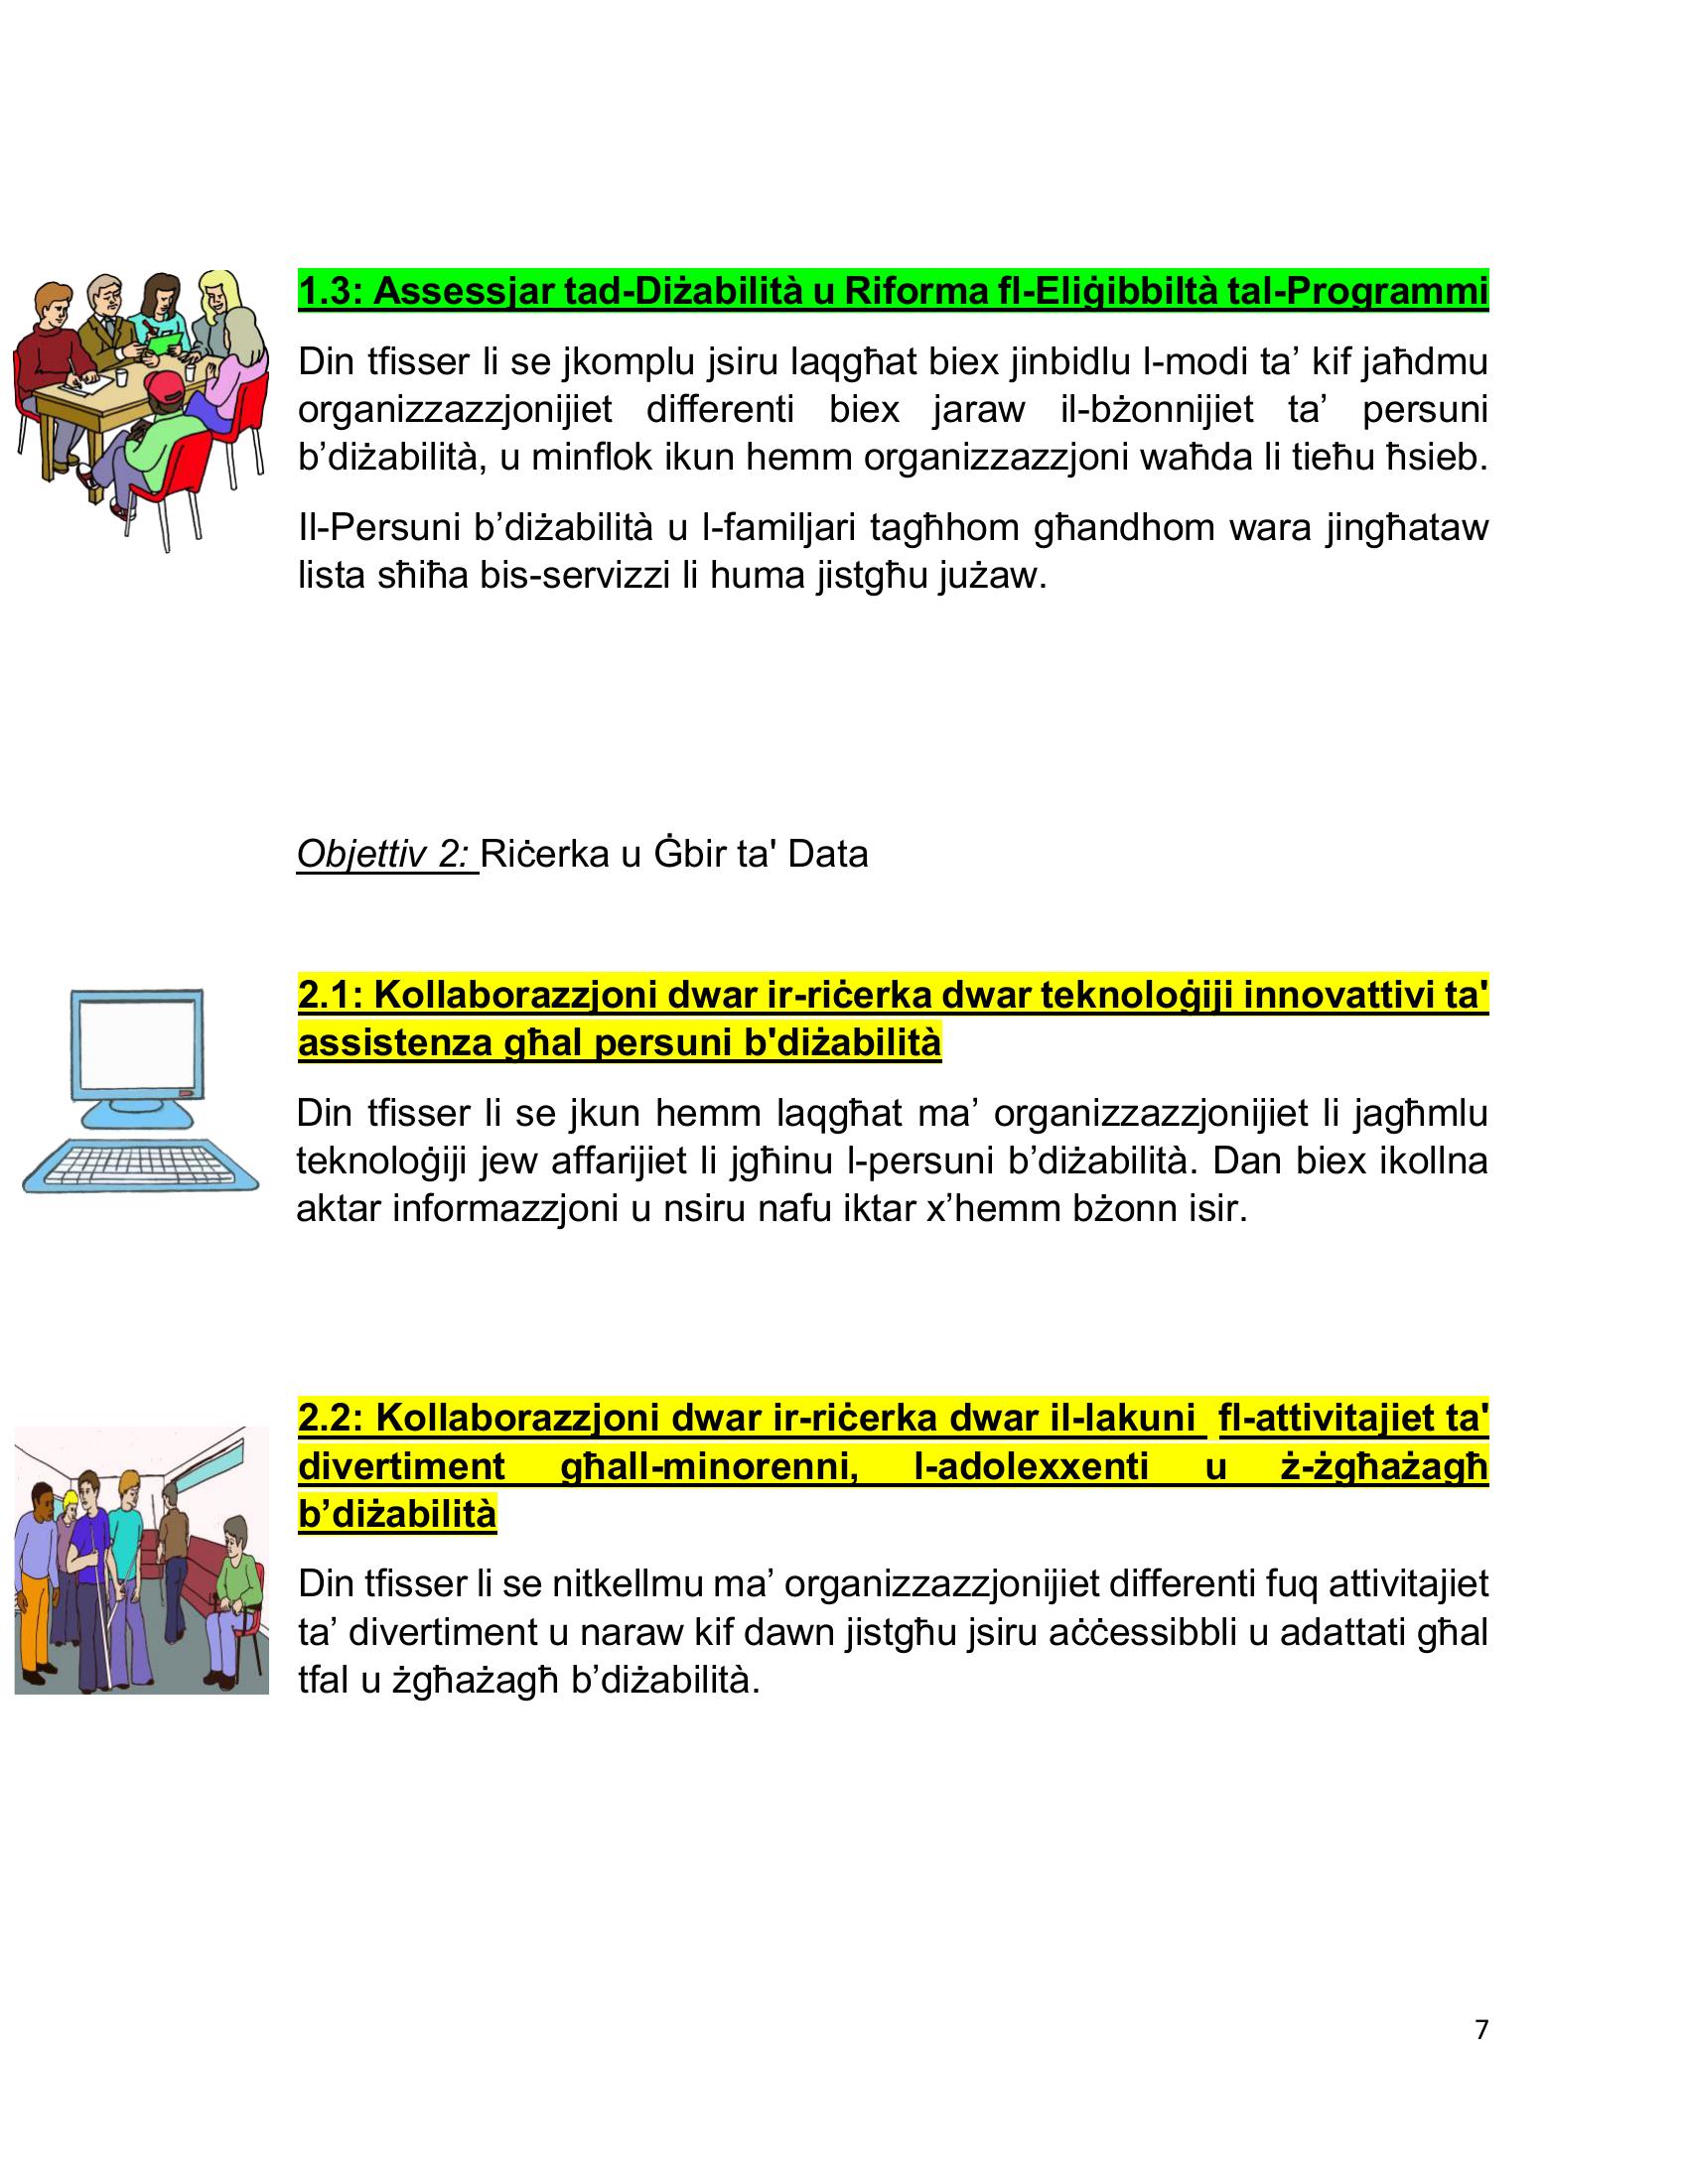 1.3: Assessjar tad-Diżabilità u Riforma fl-Eliġibbiltà tal-Programmi
Din tfisser li se jkomplu jsiru laqgħat biex jinbidlu l-modi ta’ kif jaħdmu
organizzazzjonijiet differenti biex jaraw il-bżonnijiet ta’ persuni
b’diżabilità, u minflok ikun hemm organizzazzjoni waħda li tieħu ħsieb.
Il-Persuni b’diżabilità u l-familjari tagħhom għandhom wara jingħataw
lista sħiħa bis-servizzi li huma jistgħu jużaw.
Objettiv 2: Riċerka u Ġbir ta' Data
2.1: Kollaborazzjoni dwar ir-riċerka dwar teknoloġiji innovattivi ta'
assistenza għal persuni b'diżabilità
Din tfisser li se jkun hemm laqgħat ma’ organizzazzjonijiet li jagħmlu
teknoloġiji jew affarijiet li jgħinu l-persuni b’diżabilità. Dan biex ikollna
aktar informazzjoni u nsiru nafu iktar x’hemm bżonn isir.
2.2: Kollaborazzjoni dwar ir-riċerka dwar il-lakuni fl-attivitajiet ta'
divertiment għall-minorenni, l-adolexxenti u ż-żgħażagħ
b’diżabilità
Din tfisser li se nitkellmu ma’ organizzazzjonijiet differenti fuq attivitajiet
ta’ divertiment u naraw kif dawn jistgħu jsiru aċċessibbli u adattati għal
tfal u żgħażagħ b’diżabilità.
7